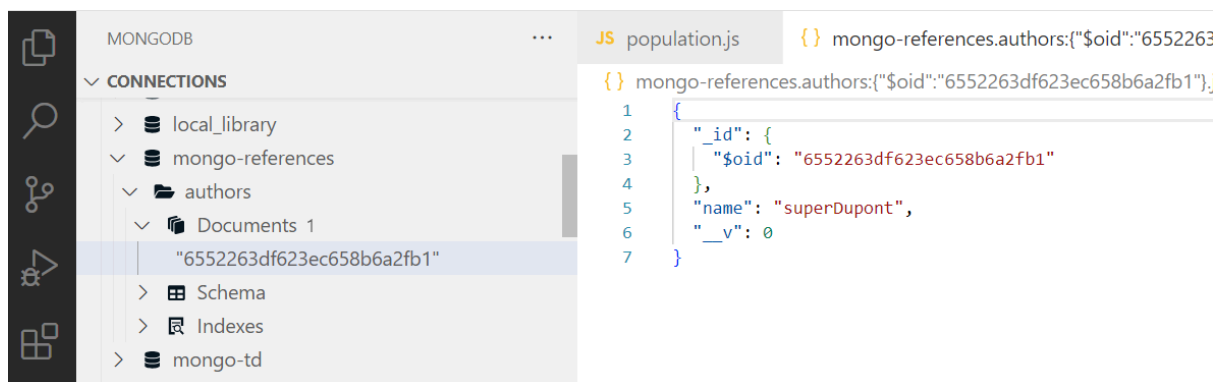 MONGODB ...
CONNECTIONS
local_library
mongo-references
authors
Documents 1
"6552263df623ec658b6a2fb1"
Schema
Indexes
mongo-td
JS population.js {} mongo-references.authors:{"$oid":"6552263
{} mongo-references.authors:{"$oid":"6552263df623ec658b6a2fb1"}.j
1 {
2 "_id": {
3 "$oid": "6552263df623ec658b6a2fb1"
4 },
5 "name": "superDupont",
6 "__v": 0
7 }